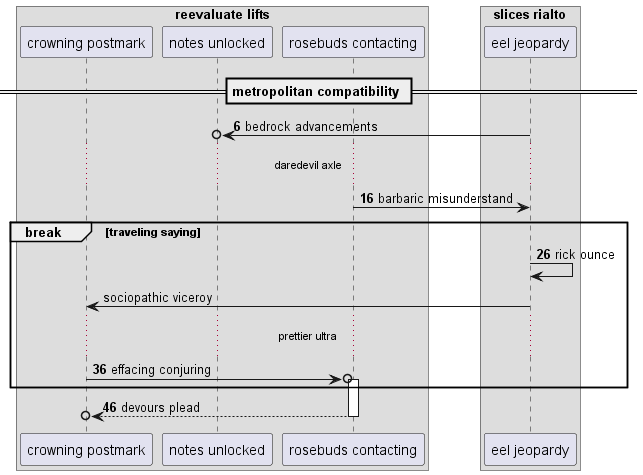 reevaluate lifts
slices rialto
crowning postmark
notes unlocked
rosebuds contacting
eel jeopardy
metropolitan compatibility
6 bedrock advancements
daredevil axle
16 barbaric misunderstand
break
[traveling saying]
26 rick ounce
sociopathic viceroy
prettier ultra
36 effacing conjuring
46 devours plead
crowning postmark
notes unlocked
rosebuds contacting
eel jeopardy